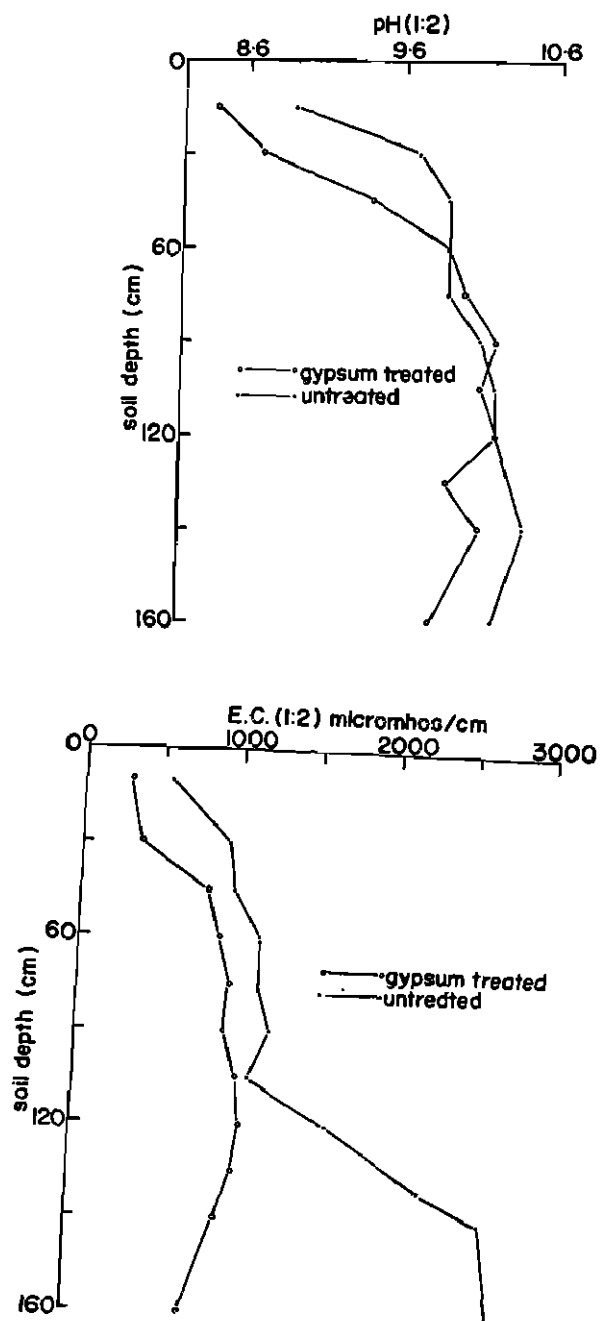 pH (1:2)
8·6 9·6 10·6
0
60
120
160
soil depth (cm)
gypsum treated
untreated
E.C. (1:2) micromhos/cm
0 1000 2000 3000
0
60
120
160
soil depth (cm)
gypsum treated
untredted